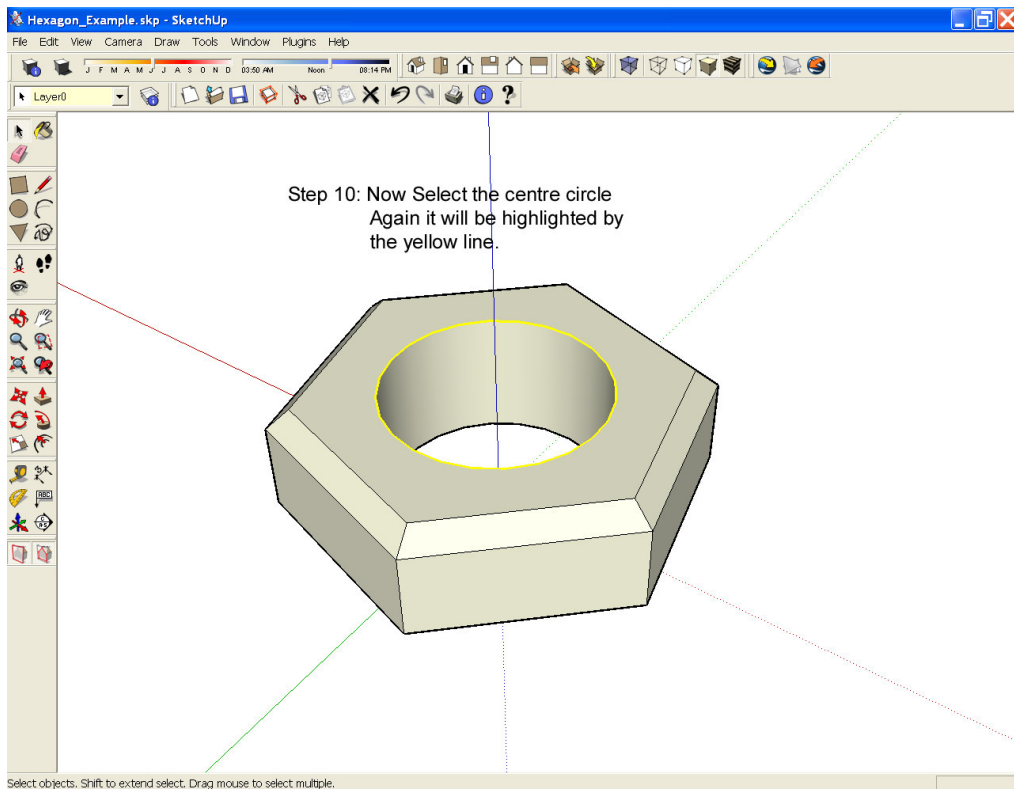 Hexagon_Example.skp - SketchUp
File Edit View Camera Draw Tools Window Plugins Help
J F M A M J J A S O N D 03:50 AM Noon 08:14 PM
Layer0
Step 10: Now Select the centre circle
Again it will be highlighted by
the yellow line.
ABC
Select objects. Shift to extend select. Drag mouse to select multiple.